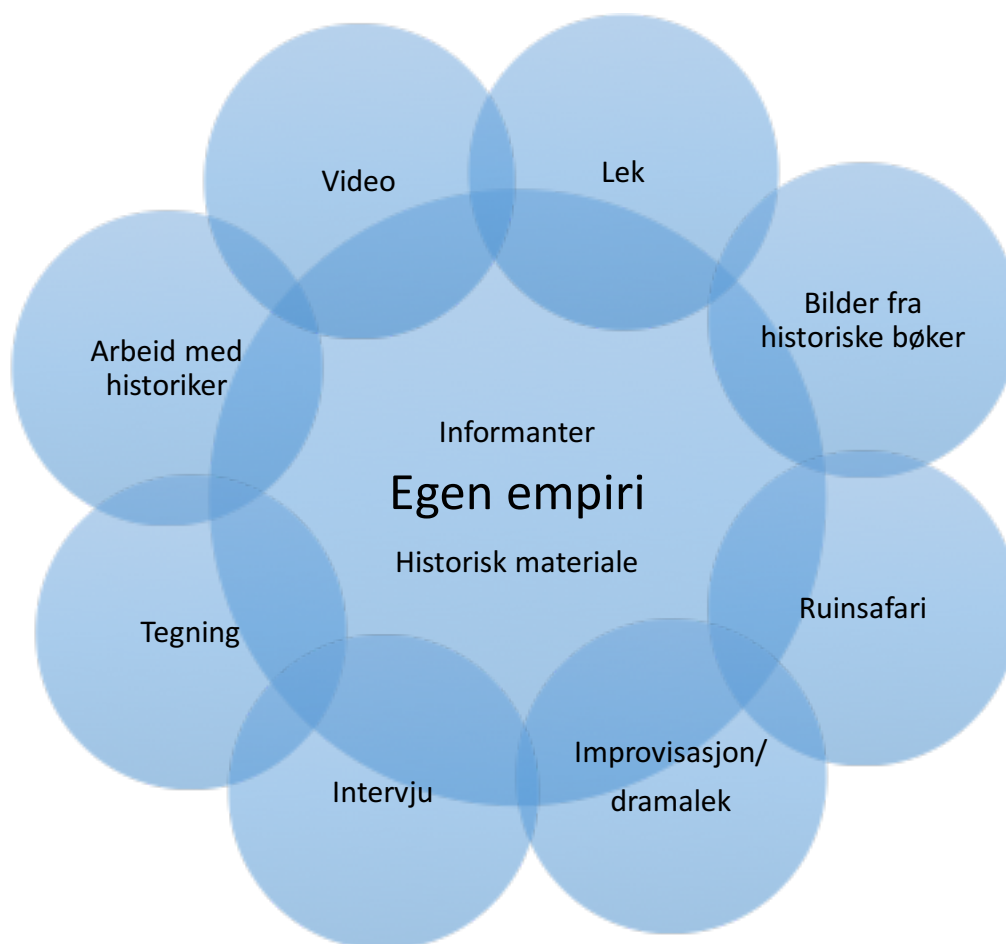 Video
Lek
Bilder fra
historiske bøker
Arbeid med
historiker
Informanter
Egen empiri
Historisk materiale
Ruinsafari
Tegning
Improvisasjon/
dramalek
Intervju